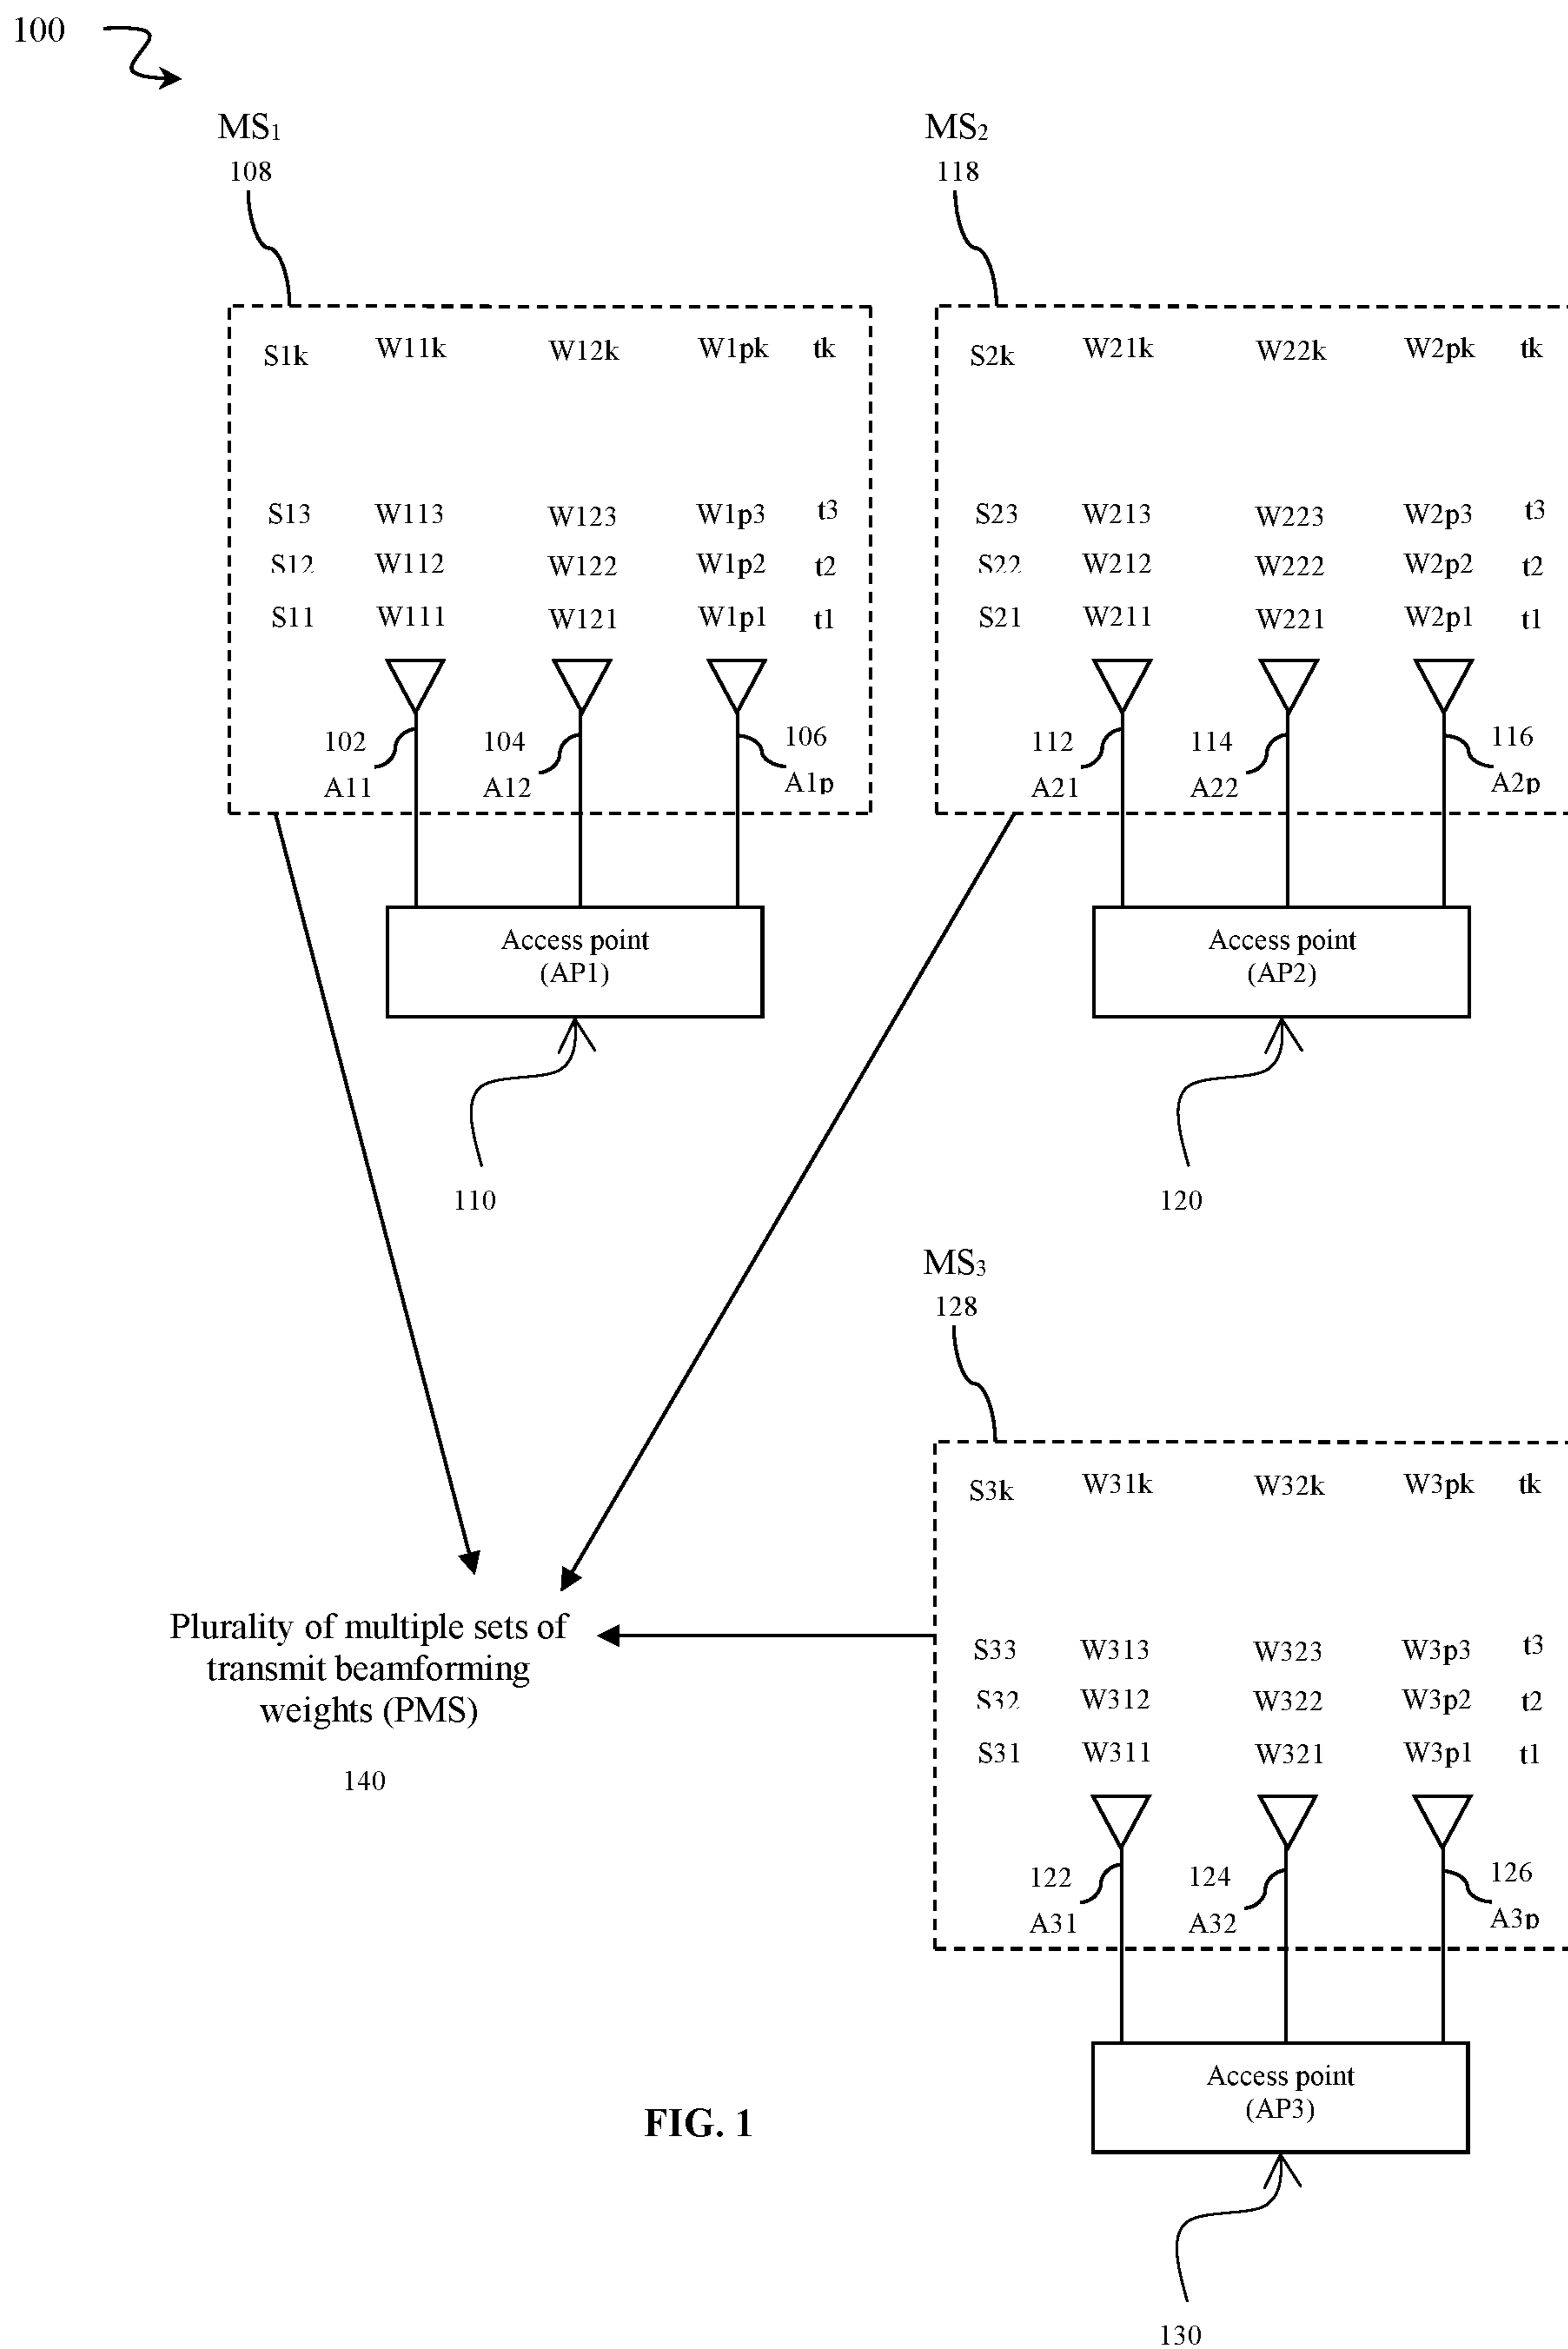 100
MS1
108
S1k W11k W12k W1pk tk
S13 W113 W123 W1p3 t3
S12 W112 W122 W1p2 t2
S11 W111 W121 W1p1 t1
102 104 106
A11 A12 A1p
Access point
(AP1)
110
MS2
118
S2k W21k W22k W2pk tk
S23 W213 W223 W2p3 t3
S22 W212 W222 W2p2 t2
S21 W211 W221 W2p1 t1
112 114 116
A21 A22 A2p
Access point
(AP2)
120
MS3
128
S3k W31k W32k W3pk tk
S33 W313 W323 W3p3 t3
S32 W312 W322 W3p2 t2
S31 W311 W321 W3p1 t1
122 124 126
A31 A32 A3p
Access point
(AP3)
130
Plurality of multiple sets of
transmit beamforming
weights (PMS)
140
FIG. 1